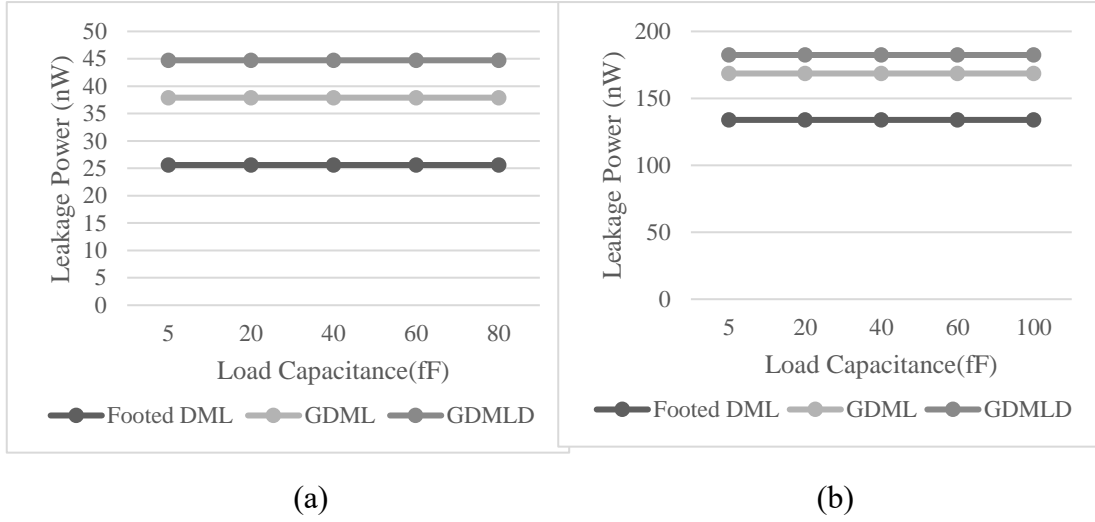 50
45
40
35
30
25
20
15
10
5
0
Leakage Power (nW)
5 20 40 60 80
Load Capacitance(fF)
Footed DML GDML GDMLD
(a)
200
150
100
50
0
Leakage Power (nW)
5 20 40 60 100
Load Capacitance(fF)
Footed DML GDML GDMLD
(b)